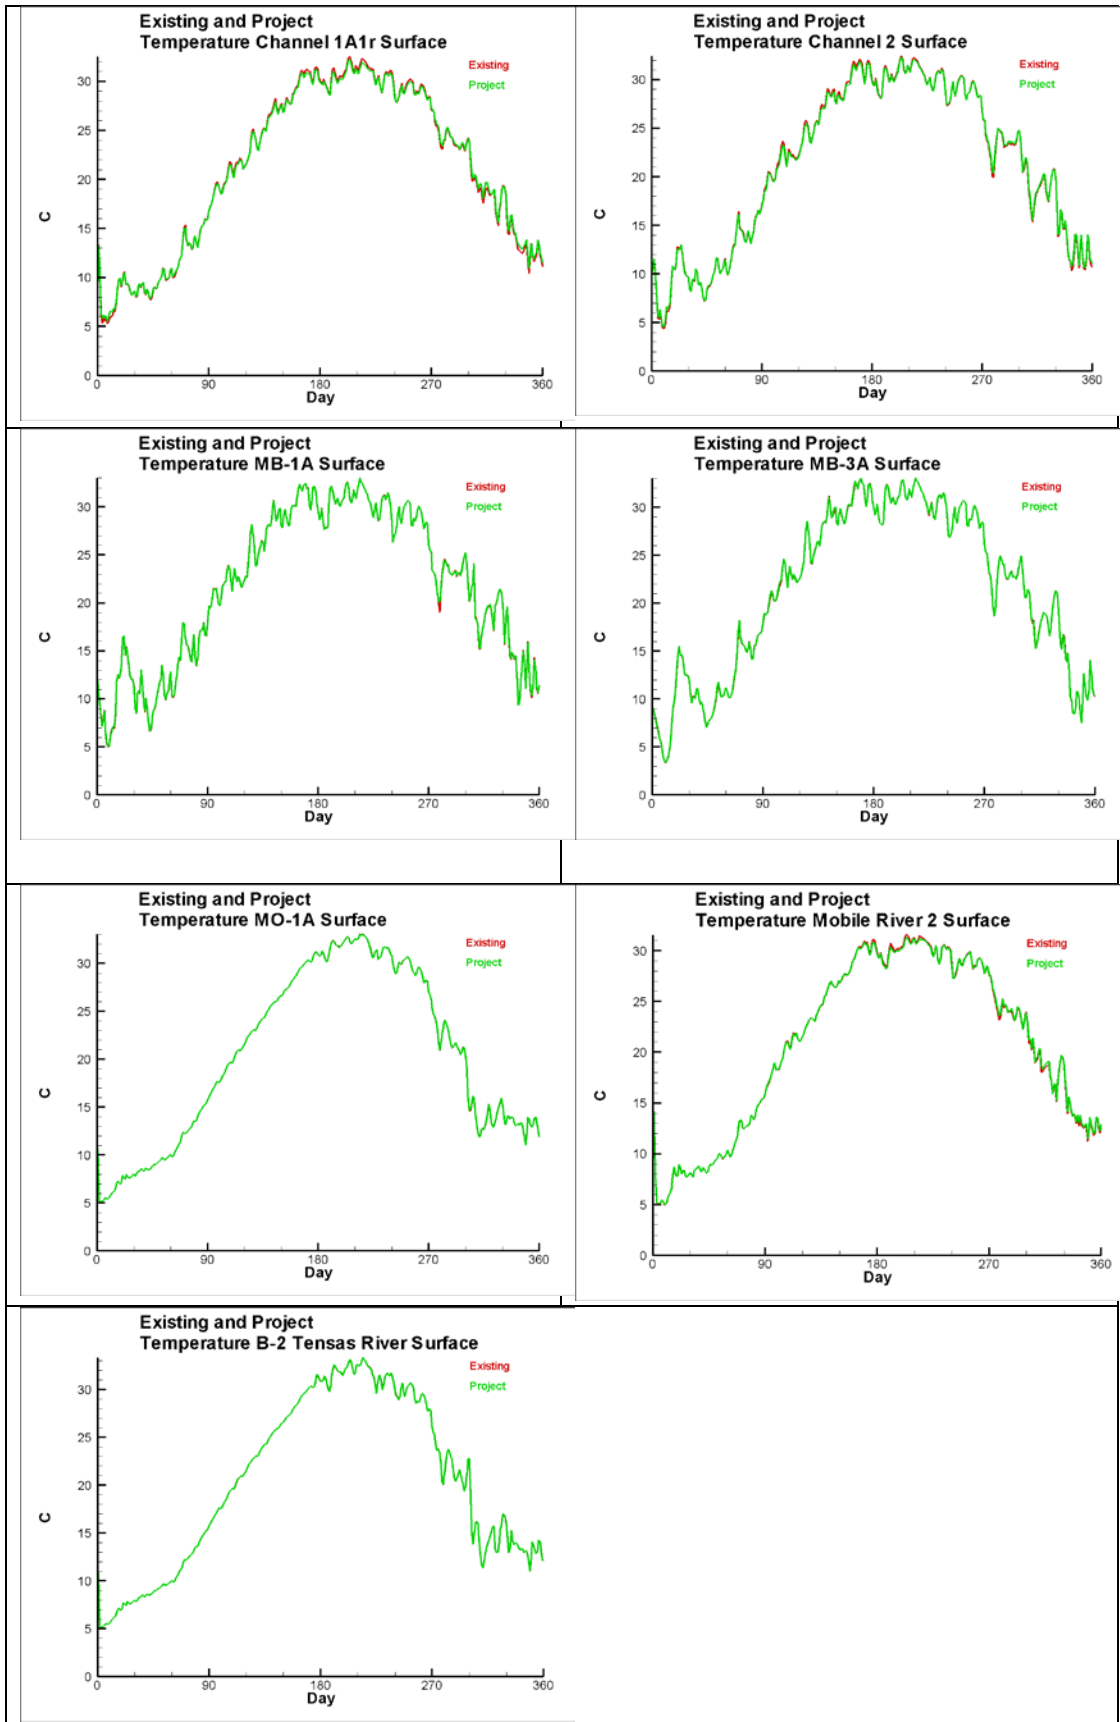 Existing and Project
Temperature Channel 1A1r Surface
Existing
Project
30
25
20
15
10
5
0
C
0 90 180 270 360
Day
Existing and Project
Temperature Channel 2 Surface
Existing
Project
30
25
20
15
10
5
0
C
0 90 180 270 360
Day
Existing and Project
Temperature MB-1A Surface
Existing
Project
30
25
20
15
10
5
0
C
0 90 180 270 360
Day
Existing and Project
Temperature MB-3A Surface
Existing
Project
30
25
20
15
10
5
0
C
0 90 180 270 360
Day
Existing and Project
Temperature MO-1A Surface
Existing
Project
30
25
20
15
10
5
0
C
0 90 180 270 360
Day
Existing and Project
Temperature Mobile River 2 Surface
Existing
Project
30
25
20
15
10
5
0
C
0 90 180 270 360
Day
Existing and Project
Temperature B-2 Tensas River Surface
Existing
Project
30
25
20
15
10
5
0
C
0 90 180 270 360
Day